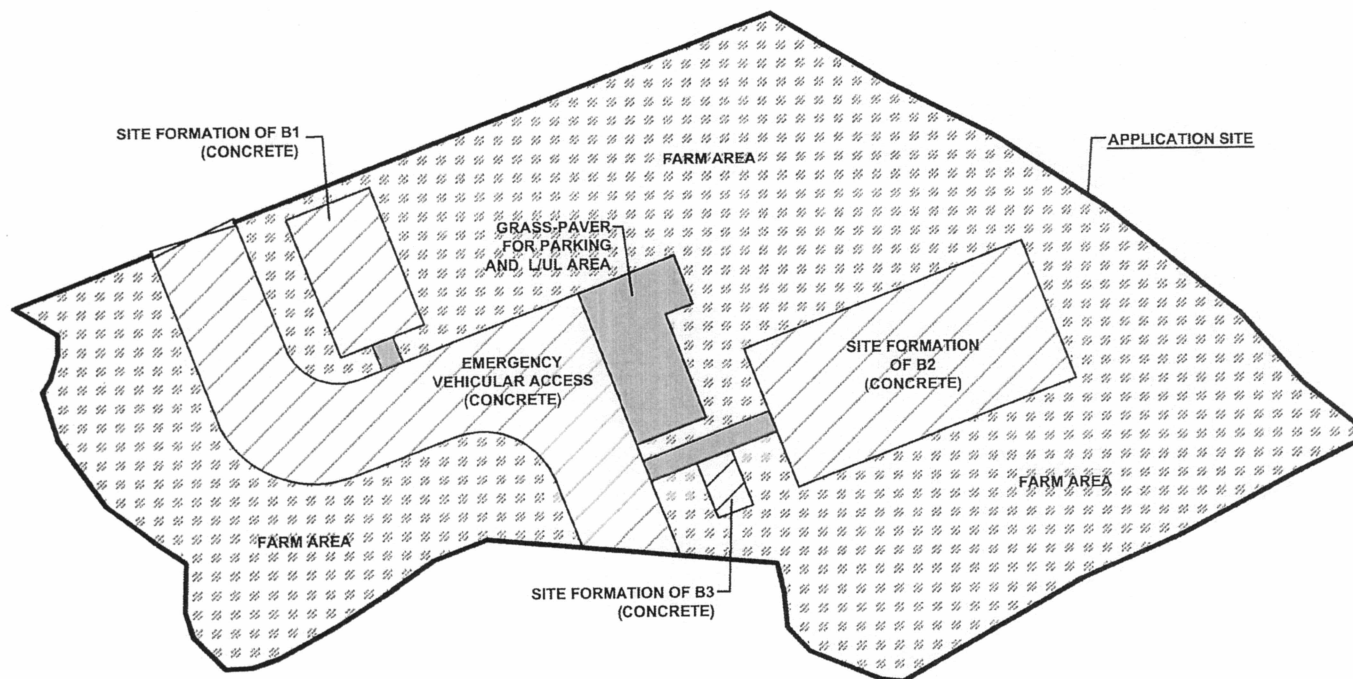 SITE FORMATION OF B1
(CONCRETE)
FARM AREA
APPLICATION SITE
GRASS-PAVER
FOR PARKING
AND L/UL AREA
EMERGENCY
VEHICULAR ACCESS
(CONCRETE)
SITE FORMATION
OF B2
(CONCRETE)
FARM AREA
FARM AREA
SITE FORMATION OF B3
(CONCRETE)